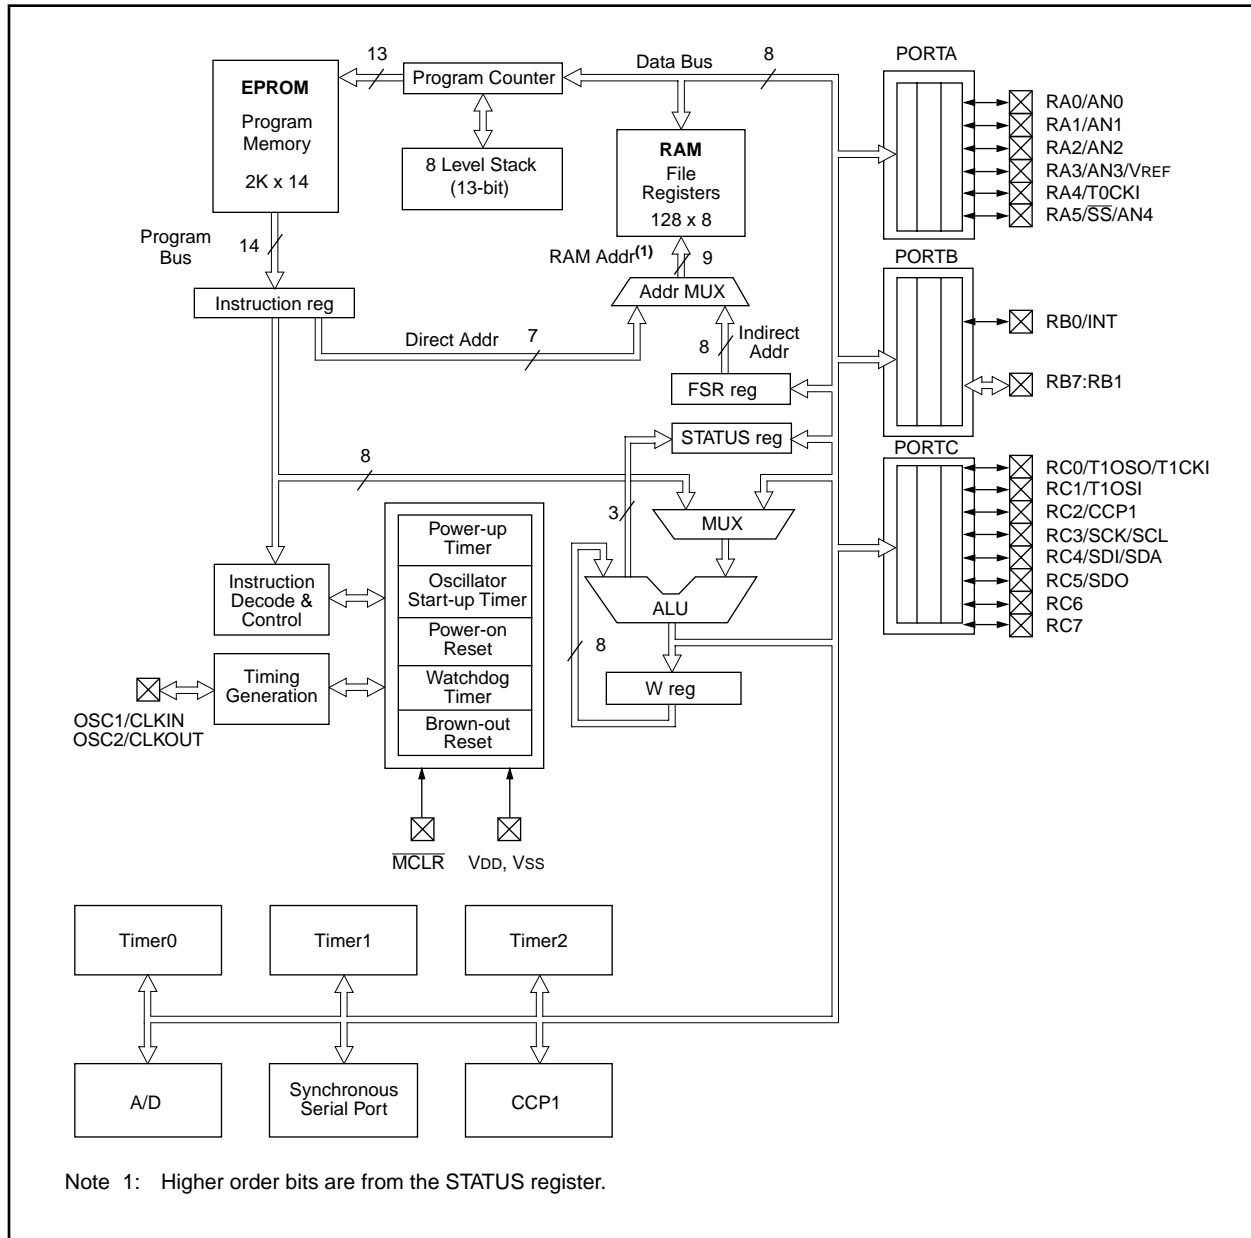 13
Data Bus
8
PORTA
EPROM
Program
Memory
2K x 14
Program Counter
8 Level Stack
(13-bit)
RAM
File
Registers
128 x 8
RA0/AN0
RA1/AN1
RA2/AN2
RA3/AN3/VREF
RA4/T0CKI
RA5/SS/AN4
Program
Bus
14
RAM Addr(1)
9
PORTB
Instruction reg
Addr MUX
Direct Addr
7
8
Indirect
Addr
RB0/INT
RB7:RB1
FSR reg
STATUS reg
PORTC
8
3
MUX
RC0/T1OSO/T1CKI
RC1/T1OSI
RC2/CCP1
RC3/SCK/SCL
RC4/SDI/SDA
RC5/SDO
RC6
RC7
Power-up
Timer
Oscillator
Start-up Timer
Power-on
Reset
Watchdog
Timer
Brown-out
Reset
Instruction
Decode &
Control
ALU
8
W reg
Timing
Generation
OSC1/CLKIN
OSC2/CLKOUT
MCLR
VDD, VSS
Timer0
Timer1
Timer2
A/D
Synchronous
Serial Port
CCP1
Note 1: Higher order bits are from the STATUS register.